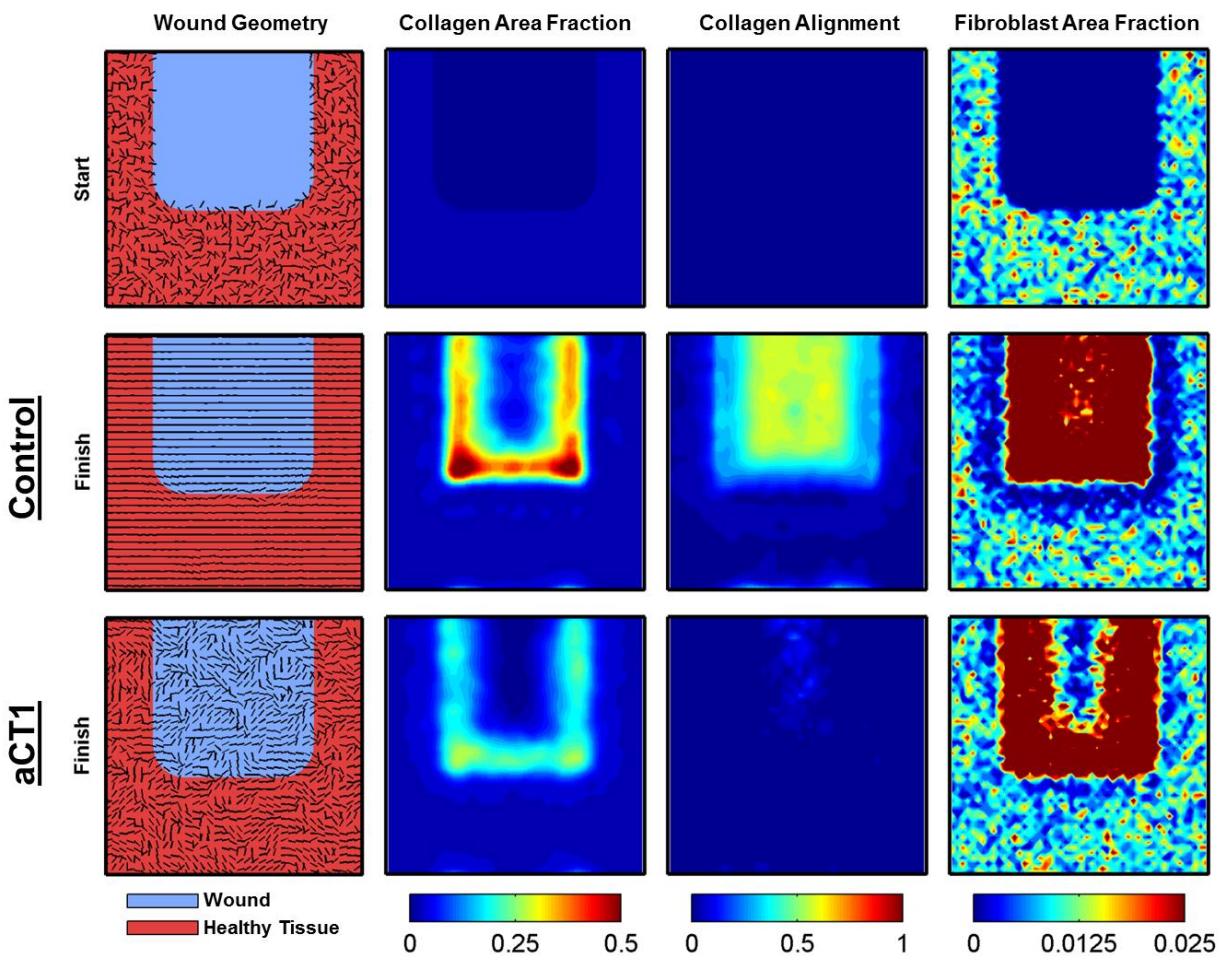 Wound Geometry
Collagen Area Fraction
Collagen Alignment
Fibroblast Area Fraction
Start
Control
Finish
aCT1
Finish
Wound
Healthy Tissue
0 0.25 0.5
0 0.5 1
0 0.0125 0.025